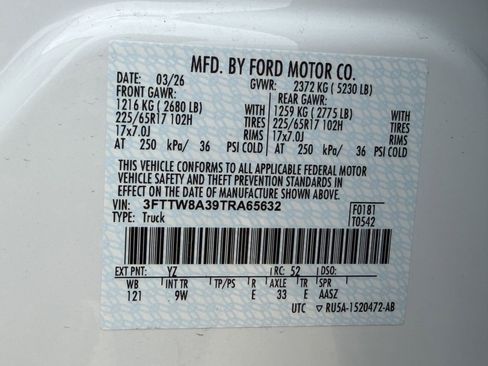 MFD. BY FORD MOTOR CO.
DATE: 03/26 GVWR: 2372 KG ( 5230 LB)
FRONT GAWR: REAR GAWR:
1216 KG ( 2680 LB) 1259 KG ( 2775 LB)
225/65R17 102H TIRES 225/65R17 102H TIRES
17x7.0J RIMS 17x7.0J RIMS
AT 250 kPa/ 36 PSI COLD AT 250 kPa/ 36 PSI COLD
THIS VEHICLE CONFORMS TO ALL APPLICABLE FEDERAL MOTOR
VEHICLE SAFETY AND THEFT PREVENTION STANDARDS IN
EFFECT ON THE DATE OF MANUFACTURE SHOWN ABOVE.
VIN: 3FTTW8A39TRA65632 F0181
TYPE: Truck T0542
EXT PNT: YZ RC: 52
WB INT TR TP/PS R AXLE TR SPR
121 9W E 33 E AASZ
UTC ▽ RU5A-1520472-AB